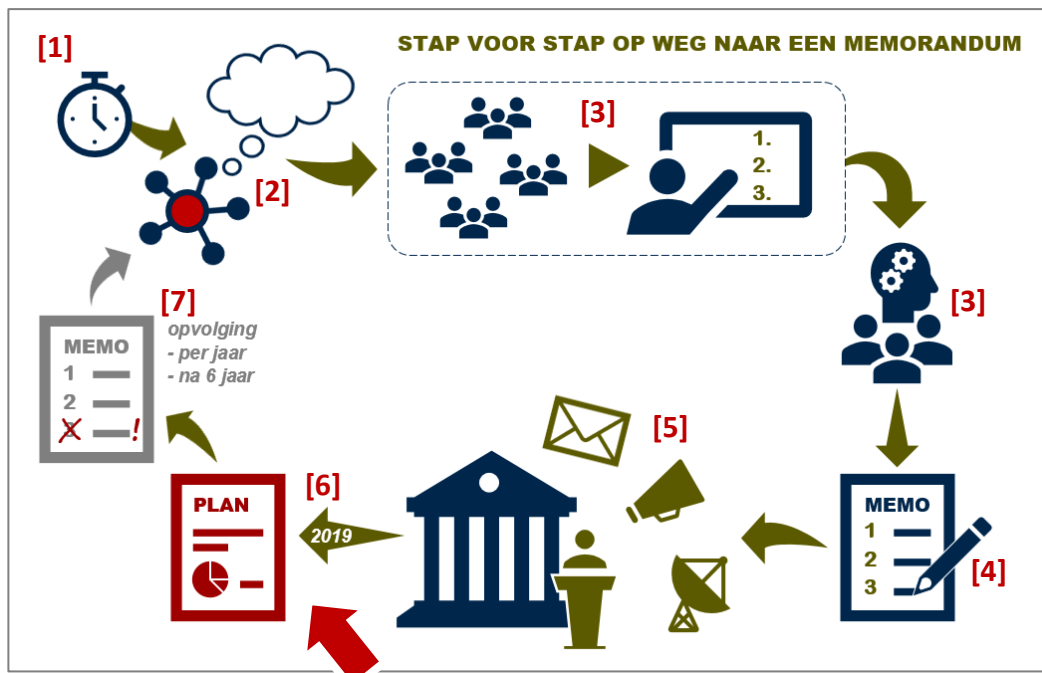 STAP VOOR STAP OP WEG NAAR EEN MEMORANDUM
[1]
[2]
[3]
1.
2.
3.
[3]
MEMO
1
2
3
[4]
[5]
2019
[6]
PLAN
[7]
opvolging
- per jaar
- na 6 jaar
MEMO
1
2
3 !